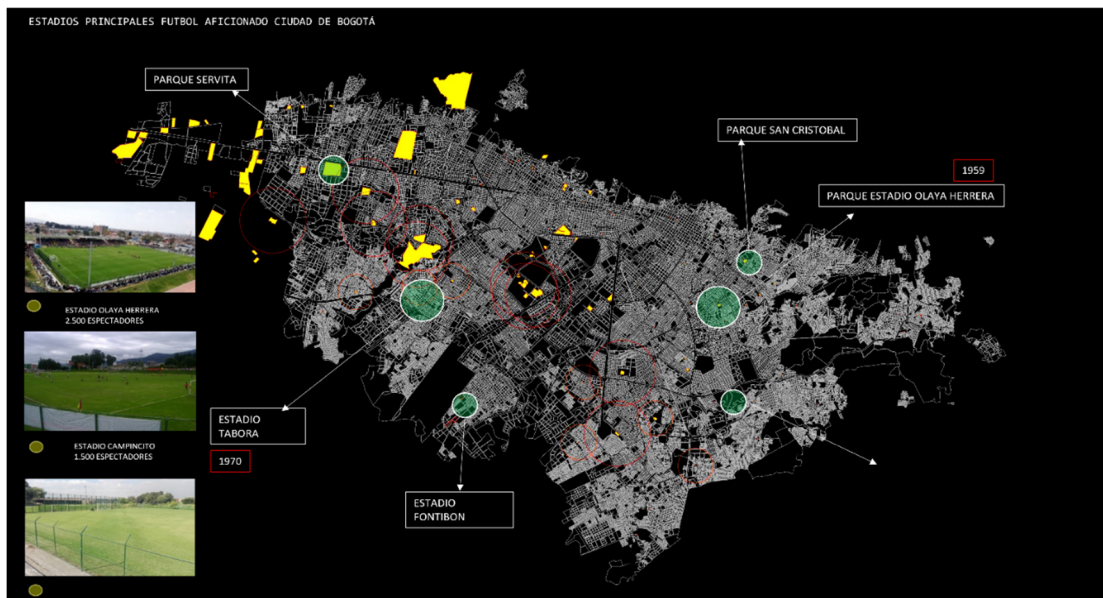 ESTADIOS PRINCIPALES FUTBOL AFICIONADO CIUDAD DE BOGOTÁ
PARQUE SERVITA
PARQUE SAN CRISTOBAL
1959
PARQUE ESTADIO OLAYA HERRERA
ESTADIO OLAYA HERRERA
2.500 ESPECTADORES
ESTADIO CAMPINCITO
1.500 ESPECTADORES
ESTADIO
TABORA
1970
ESTADIO
FONTIBON